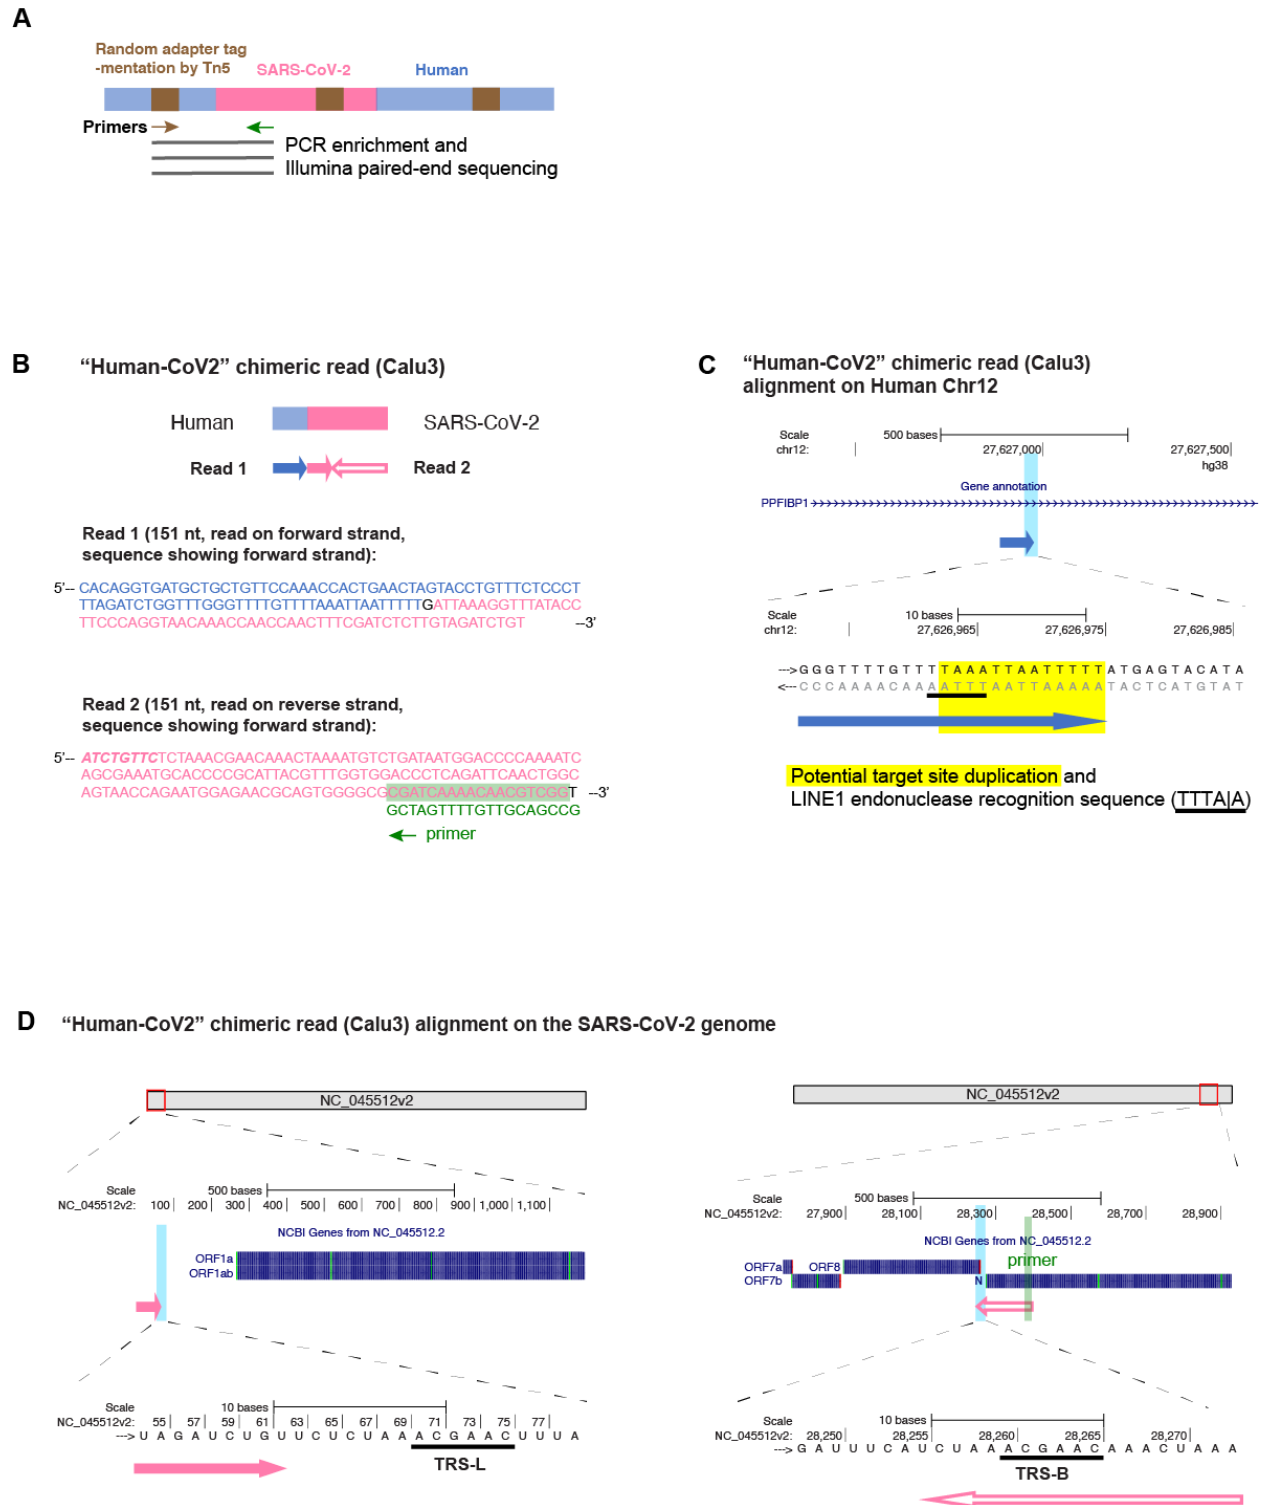 A
Random adapter tag
-mentation by Tn5
SARS-CoV-2
Human
Primers
PCR enrichment and
Illumina paired-end sequencing
B
“Human-CoV2” chimeric read (Calu3)
Human
SARS-CoV-2
Read 1
Read 2
Read 1 (151 nt, read on forward strand,
sequence showing forward strand):
5'-- CACAGGTGATGCTGCTGTTCCAAACCACTGAACTAGTACCTGTTTCTCCCT
TTAGATCTGGTTTGGGTTTTGTTTTAAATTAATTTTTGATTAAAGGTTTATACC
TTCCCAGGTAACAAACCAACCAACTTTCGATCTCTTGTAGATCTGT --3'
Read 2 (151 nt, read on reverse strand,
sequence showing forward strand):
5'-- ATCTGTTCTCTAAACGAACAAACTAAAATGTCTGATAATGGACCCCAAAATC
AGCGAAATGCACCCCGCATTACGTTTGGTGGACCCTCAGATTCAACTGGC
AGTAACCAGAATGGAGAACGCAGTGGGGCGCGATCAAAACAACGTCGGT --3'
GCTAGTTTTGTTGCAGCCG
primer
C
“Human-CoV2” chimeric read (Calu3)
alignment on Human Chr12
Scale 500 bases
chr12: 27,627,000 27,627,500
hg38
Gene annotation
PPFIBP1
Scale 10 bases
chr12: 27,626,965 27,626,975 27,626,985
---> G G G T T T T G T T T T A A A T T A A T T T T T A T G A G T A C A T A
<--- C C C A A A A C A A A A T T T A A T T A A A A A T A C T C A T G T A T
Potential target site duplication and
LINE1 endonuclease recognition sequence (TTTA|A)
D
“Human-CoV2” chimeric read (Calu3) alignment on the SARS-CoV-2 genome
NC_045512v2
Scale 500 bases
NC_045512v2: 100 200 300 400 500 600 700 800 900 1,000 1,100
NCBI Genes from NC_045512.2
ORF1a
ORF1ab
Scale 10 bases
NC_045512v2: 55 57 59 61 63 65 67 69 71 73 75 77
---> U A G A U C U G U U C U C U A A A C G A A C U U U A
TRS-L
NC_045512v2
Scale 500 bases
NC_045512v2: 27,900 28,100 28,300 28,500 28,700 28,900
NCBI Genes from NC_045512.2
primer
ORF7a ORF8
ORF7b N
Scale 10 bases
NC_045512v2: 28,250 28,255 28,260 28,265 28,270
---> G A U U U C A U C U A A A C G A A C A A A C U A A A
TRS-B